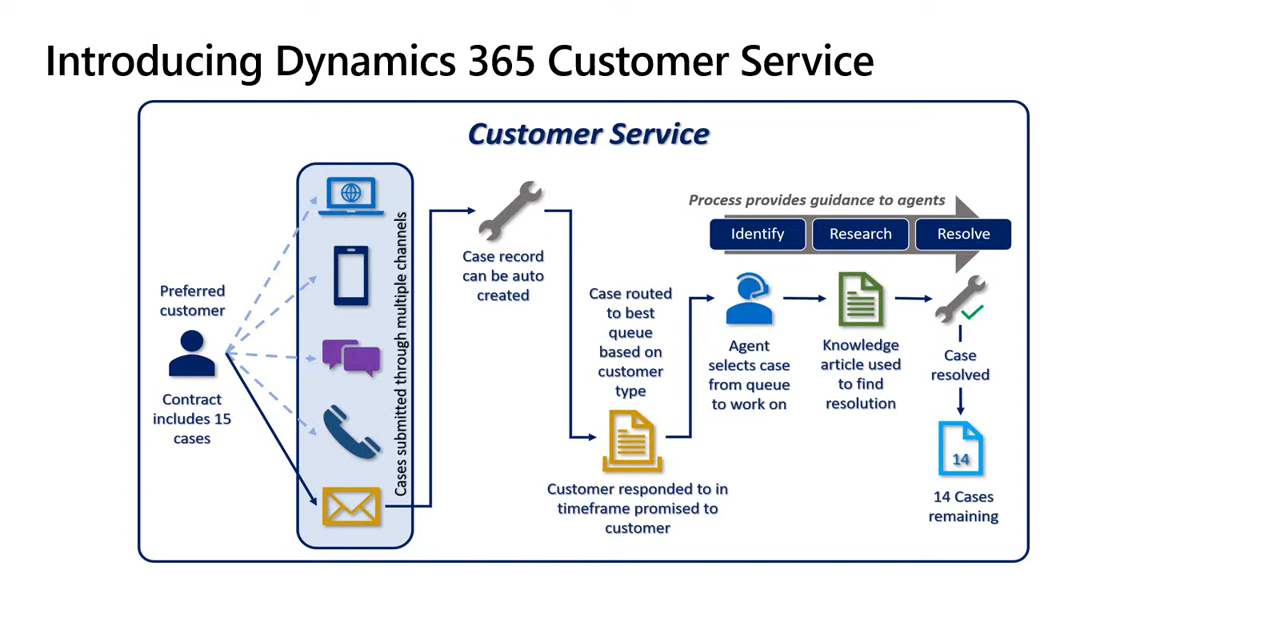 Introducing Dynamics 365 Customer Service
Customer Service
Preferred
customer
Contract
includes 15
cases
Cases submitted through multiple channels
Case record
can be auto
created
Case routed
to best
queue
based on
customer
type
Customer responded to in
timeframe promised to
customer
Process provides guidance to agents
Identify
Research
Resolve
Agent
selects case
from queue
to work on
Knowledge
article used
to find
resolution
Case
resolved
14
14 Cases
remaining